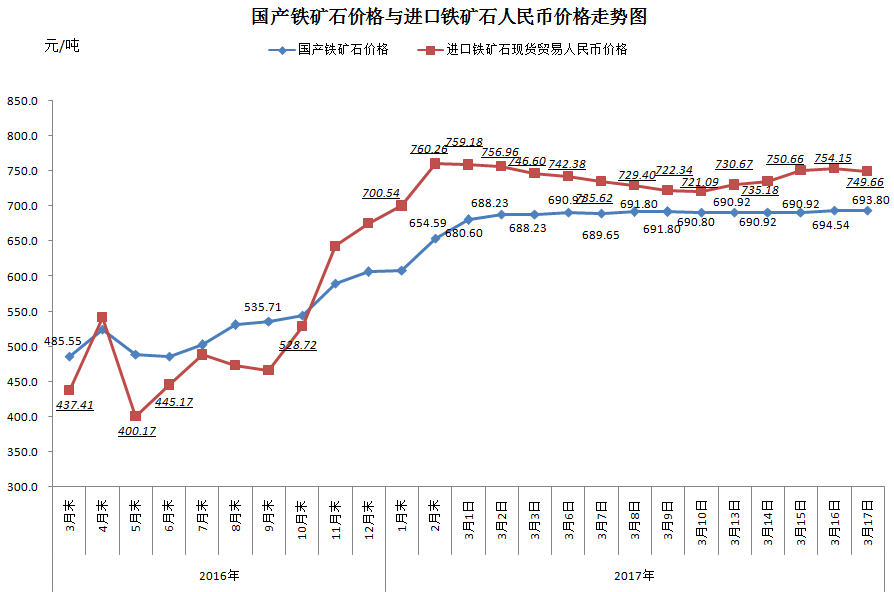 国产铁矿石价格与进口铁矿石人民币价格走势图
元/吨
国产铁矿石价格 进口铁矿石现货贸易人民币价格
850.0
800.0
750.0
700.0
650.0
600.0
550.0
500.0
450.0
400.0
350.0
300.0
485.55
535.71
654.59
680.60
688.23
688.23
690.92
689.65
691.80
691.80
690.80
690.92
690.92
690.92
694.54
693.80
437.41
400.17
445.17
528.72
700.54
760.26
759.18
756.96
746.60
742.38
735.62
729.40
722.34
721.09
730.67
735.18
750.66
754.15
749.66
3月末
4月末
5月末
6月末
7月末
8月末
9月末
10月末
11月末
12月末
1月末
2月末
3月1日
3月2日
3月3日
3月6日
3月7日
3月8日
3月9日
3月10日
3月13日
3月14日
3月15日
3月16日
3月17日
2016年
2017年